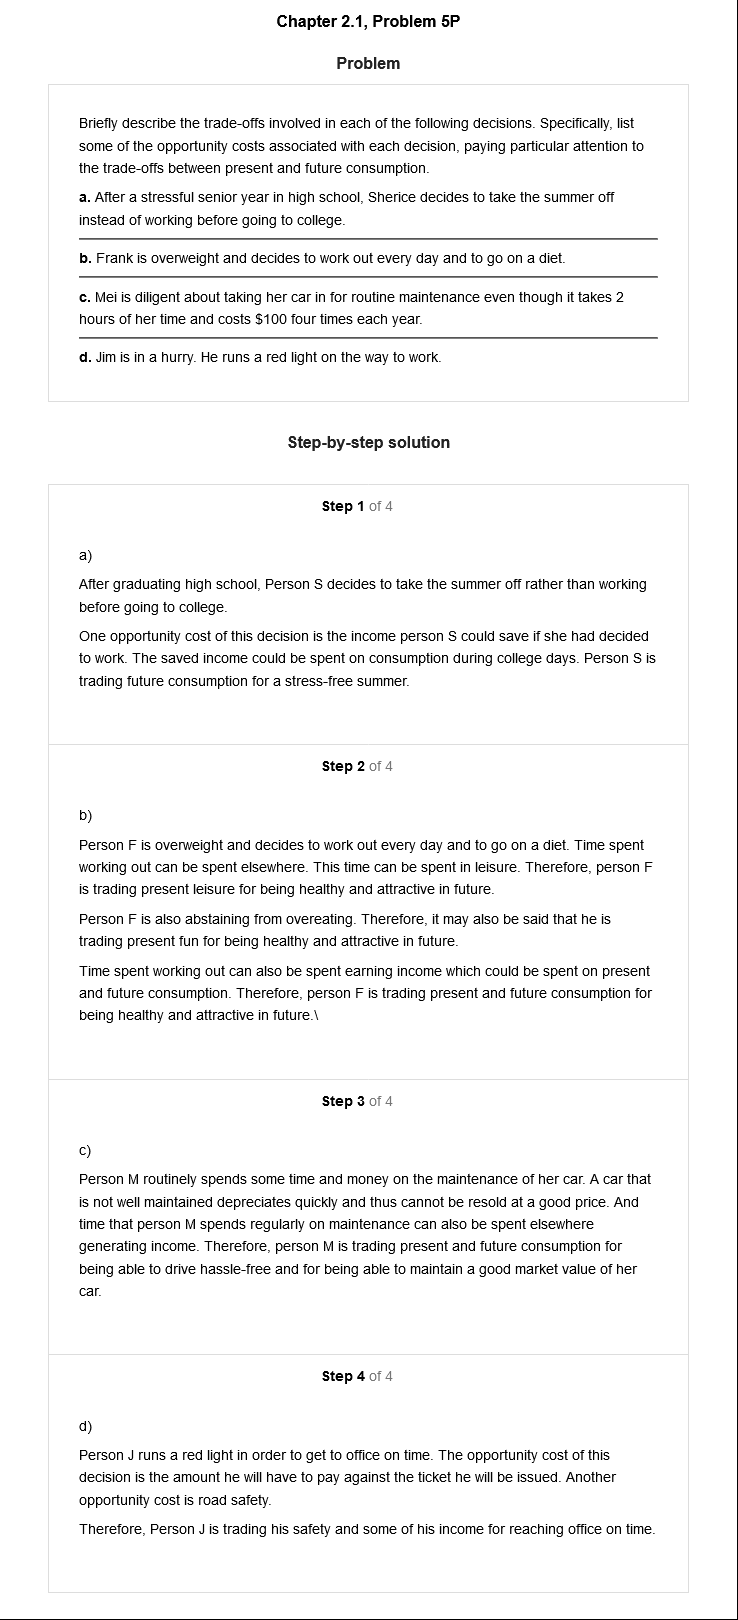 Chapter 2.1, Problem 5P
Problem
Briefly describe the trade-offs involved in each of the following decisions. Specifically, list
some of the opportunity costs associated with each decision, paying particular attention to
the trade-offs between present and future consumption.
a. After a stressful senior year in high school, Sherice decides to take the summer off
instead of working before going to college.
b. Frank is overweight and decides to work out every day and to go on a diet.
c. Mei is diligent about taking her car in for routine maintenance even though it takes 2
hours of her time and costs $100 four times each year.
d. Jim is in a hurry. He runs a red light on the way to work.
Step-by-step solution
Step 1 of 4
a)
After graduating high school, Person S decides to take the summer off rather than working
before going to college.
One opportunity cost of this decision is the income person S could save if she had decided
to work. The saved income could be spent on consumption during college days. Person S is
trading future consumption for a stress-free summer.
Step 2 of 4
b)
Person F is overweight and decides to work out every day and to go on a diet. Time spent
working out can be spent elsewhere. This time can be spent in leisure. Therefore, person F
is trading present leisure for being healthy and attractive in future.
Person F is also abstaining from overeating. Therefore, it may also be said that he is
trading present fun for being healthy and attractive in future.
Time spent working out can also be spent earning income which could be spent on present
and future consumption. Therefore, person F is trading present and future consumption for
being healthy and attractive in future.\
Step 3 of 4
c)
Person M routinely spends some time and money on the maintenance of her car. A car that
is not well maintained depreciates quickly and thus cannot be resold at a good price. And
time that person M spends regularly on maintenance can also be spent elsewhere
generating income. Therefore, person M is trading present and future consumption for
being able to drive hassle-free and for being able to maintain a good market value of her
car.
Step 4 of 4
d)
Person J runs a red light in order to get to office on time. The opportunity cost of this
decision is the amount he will have to pay against the ticket he will be issued. Another
opportunity cost is road safety.
Therefore, Person J is trading his safety and some of his income for reaching office on time.